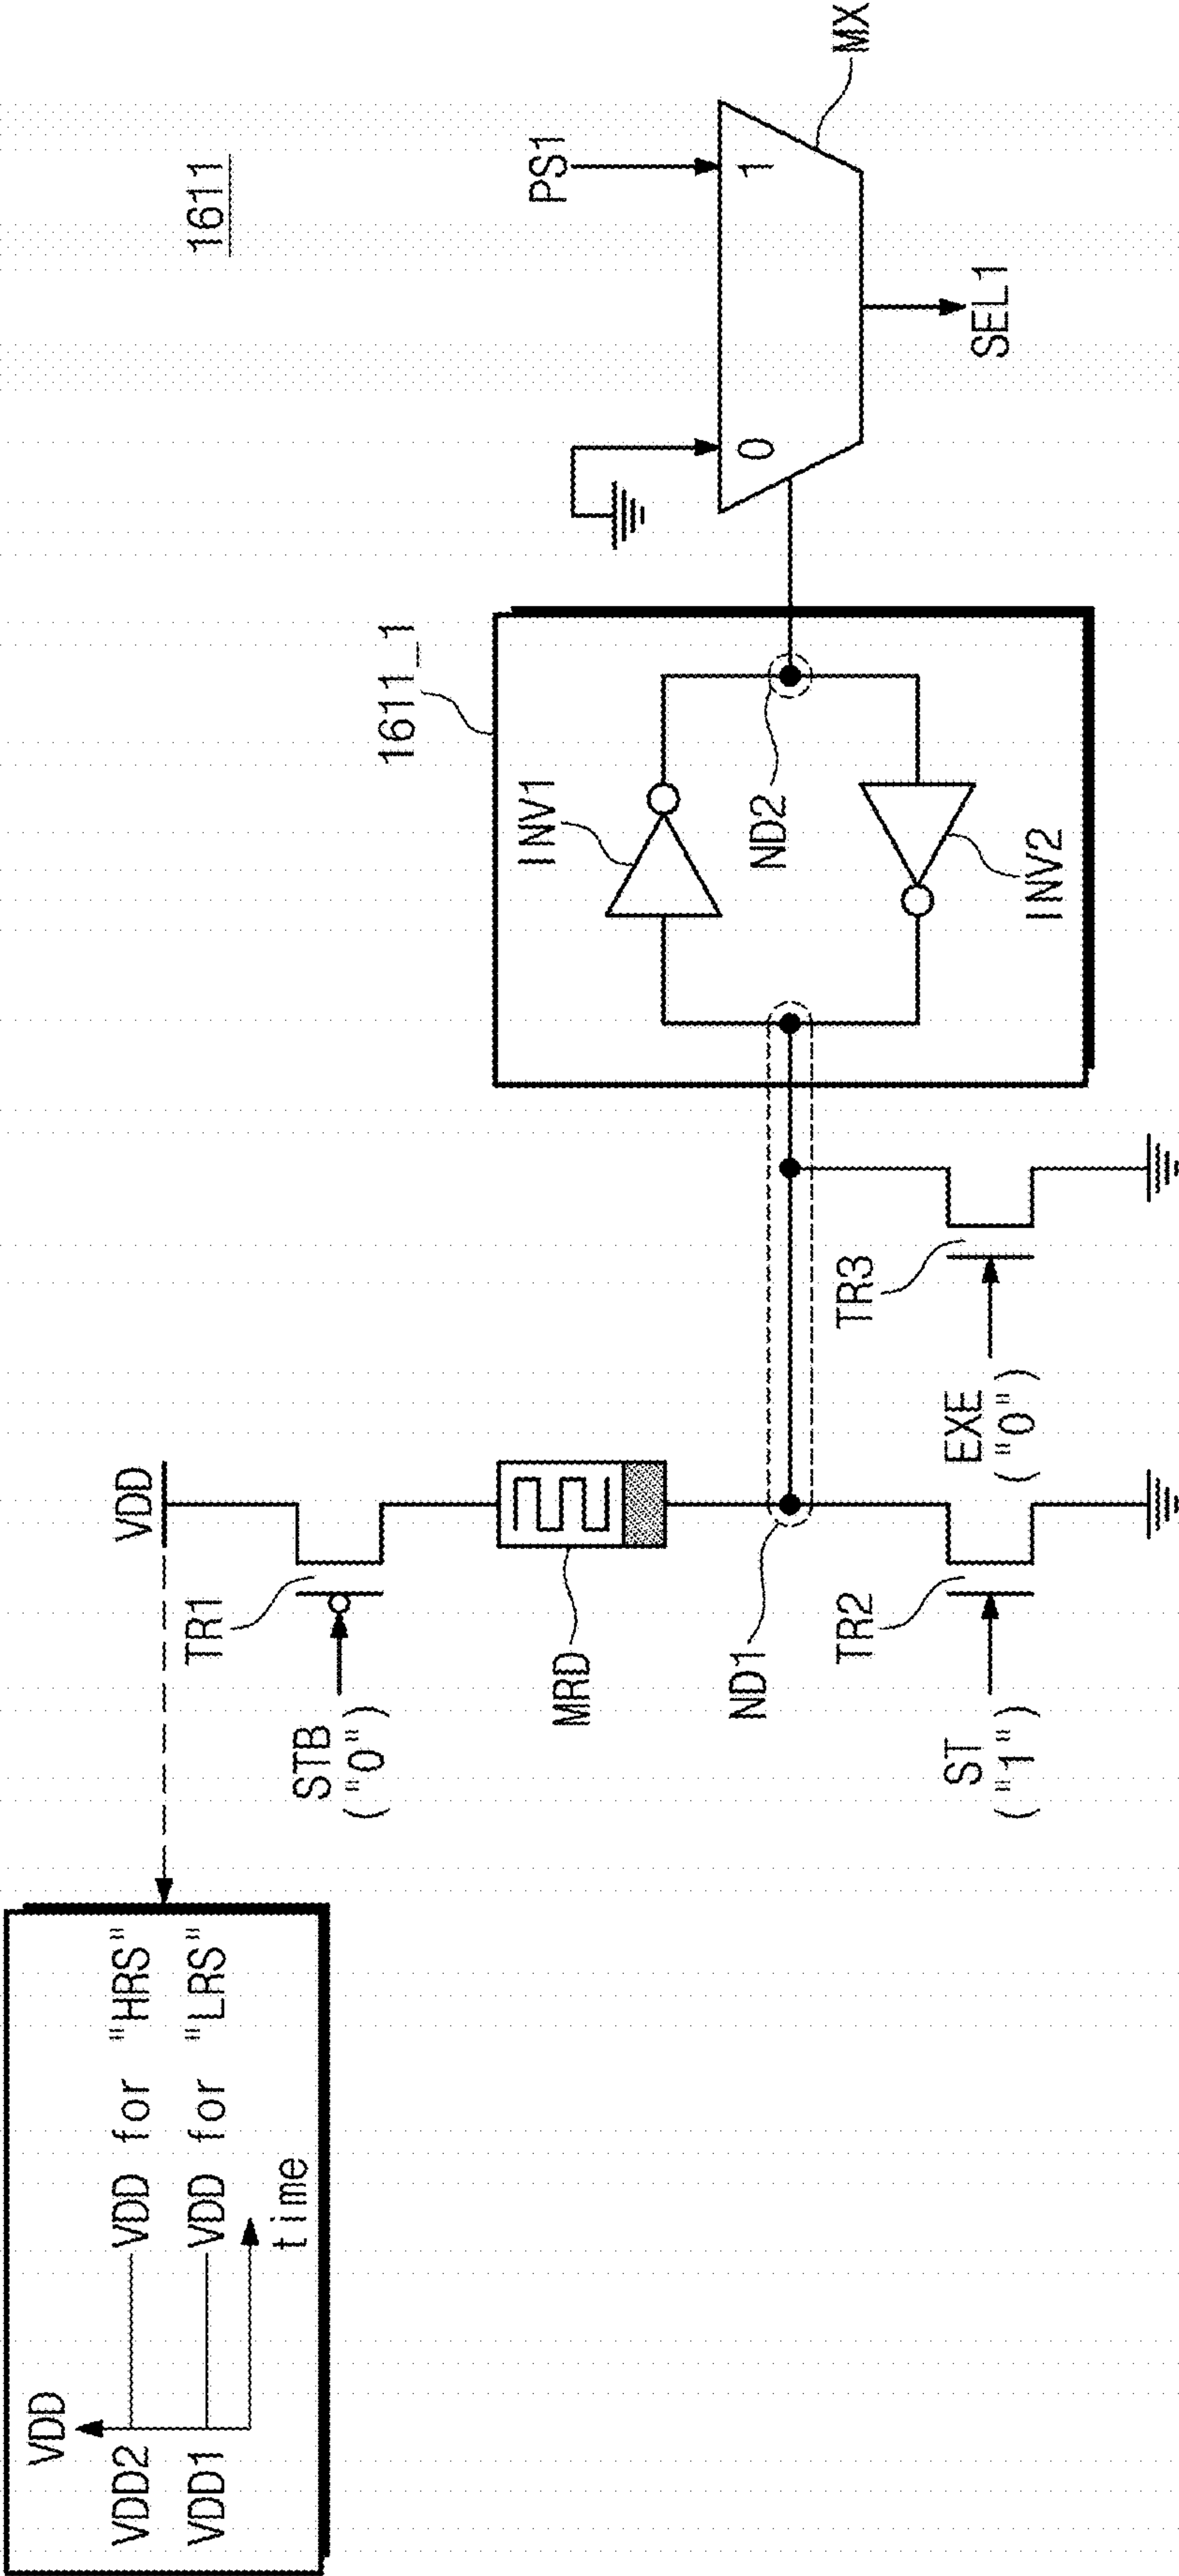 1611
VDD
VDD2
VDD for "HRS"
VDD1
VDD for "LRS"
time
VDD
TR1
STB
("0")
MRD
ND1
TR2
ST
("1")
TR3
EXE
("0")
1611_1
INV1
ND2
INV2
PS1
0
1
MX
SEL1